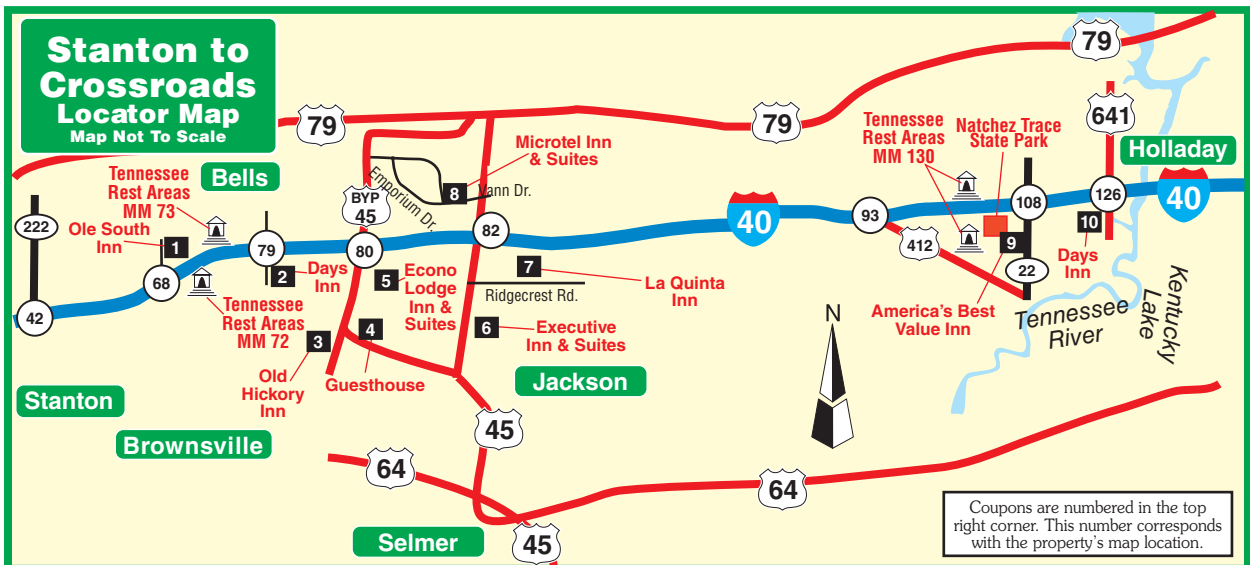 Stanton to
Crossroads
Locator Map
Map Not To Scale
79
79
79
641
Holladay
Bells
Tennessee
Rest Areas
MM 73
Ole South
Inn
222
1
68
42
Tennessee
Rest Areas
MM 72
79
2
Days
Inn
BYP
45
Emporium Dr.
8
Vann Dr.
Microtel Inn
& Suites
80
82
5
Econo
Lodge
Inn &
Suites
7
La Quinta
Inn
Ridgecrest Rd.
6
Executive
Inn & Suites
3
Old
Hickory
Inn
4
Guesthouse
40
93
412
Tennessee
Rest Areas
MM 130
Natchez Trace
State Park
108
9
22
America's Best
Value Inn
126
10
Days
Inn
40
Tennessee
River
Kentucky
Lake
N
Stanton
Brownsville
Jackson
45
64
64
Selmer
45
Coupons are numbered in the top
right corner. This number corresponds
with the property's map location.